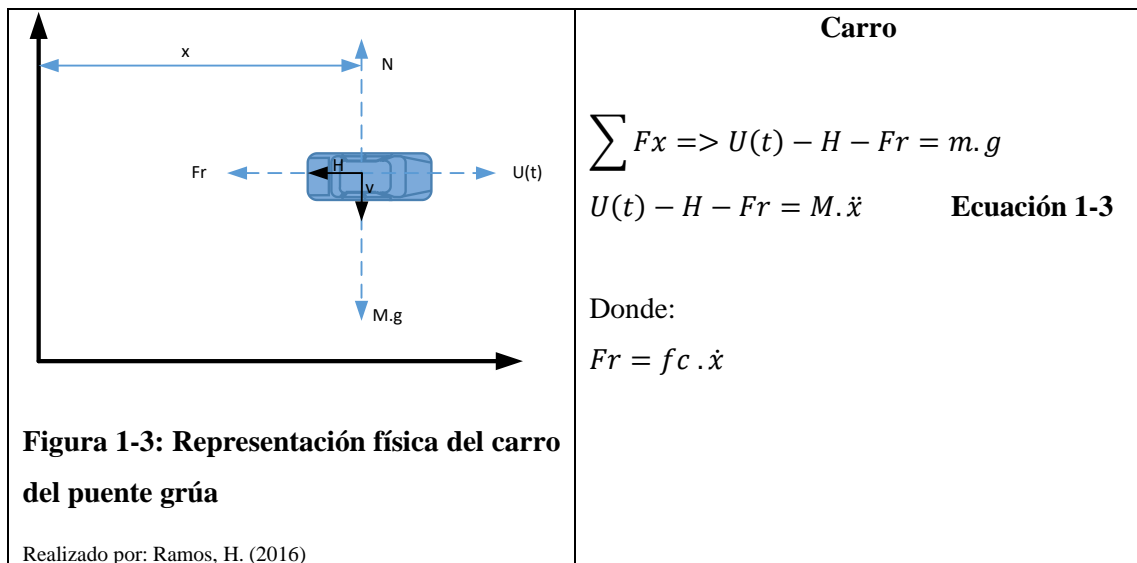 x
N
Fr
H
U(t)
v
M.g
Figura 1-3: Representación física del carro
del puente grúa
Realizado por: Ramos, H. (2016)
Carro
∑ Fx => U(t) − H − Fr = m. g
U(t) − H − Fr = M. ẍ Ecuación 1-3
Donde:
Fr = fc . ẋ